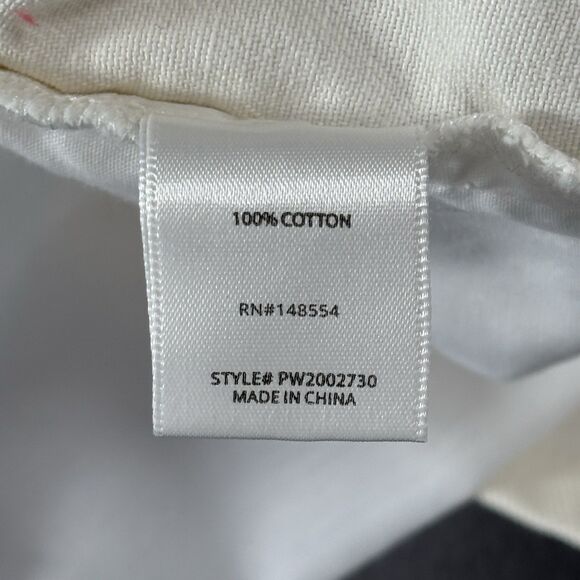 100% COTTON
RN#148554
STYLE# PW2002730
MADE IN CHINA